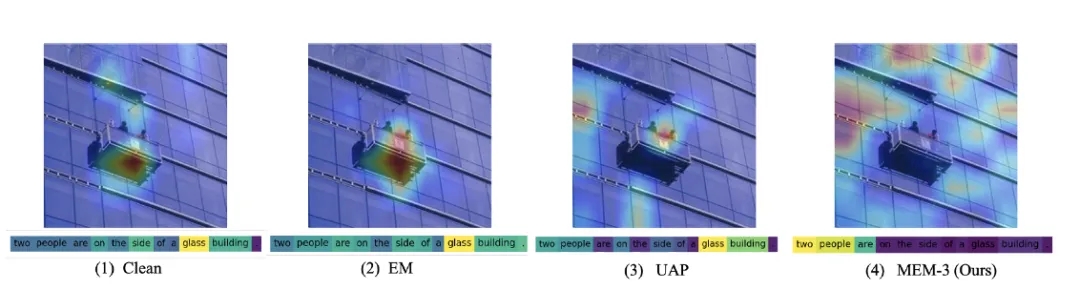 two people are on the side of a glass building .
two people are on the side of a glass building .
two people are on the side of a glass building .
two people are on the side of a glass building .
(1) Clean
(2) EM
(3) UAP
(4) MEM-3 (Ours)